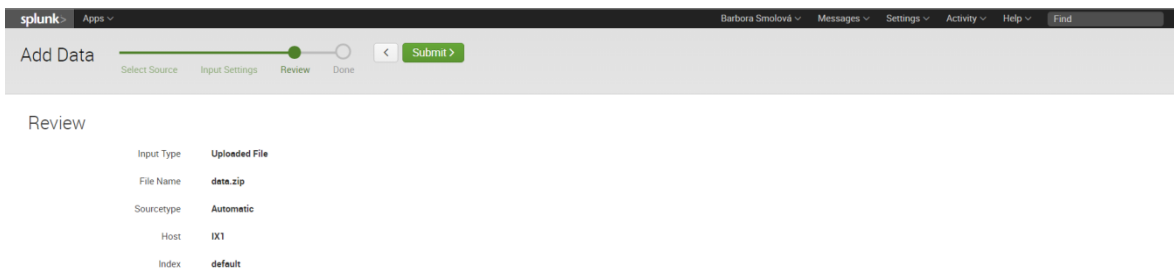 splunk> Apps Barbora Smolová Messages Settings Activity Help Find
Add Data < Submit >
Select Source Input Settings Review Done
Review
Input Type Uploaded File
File Name data.zip
Sourcetype Automatic
Host IX1
Index default